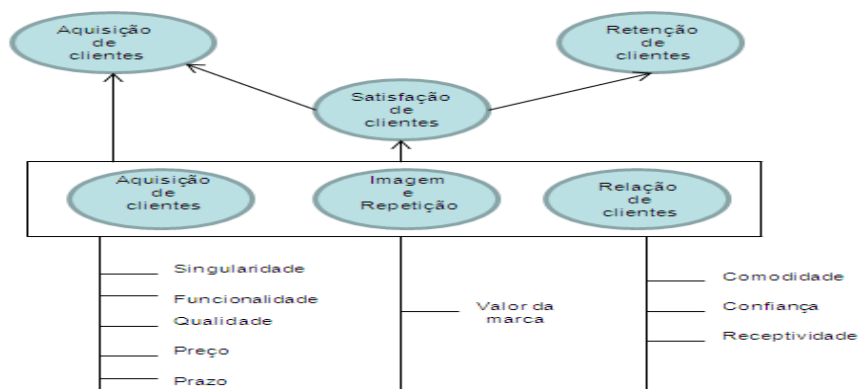 Aquisição
de
clientes
Retenção
de
clientes
Satisfação
de
clientes
Aquisição
de
clientes
Imagem
e
Repetição
Relação
de
clientes
Singularidade
Funcionalidade
Qualidade
Preço
Prazo
Valor da
marca
Comodidade
Confiança
Receptividade